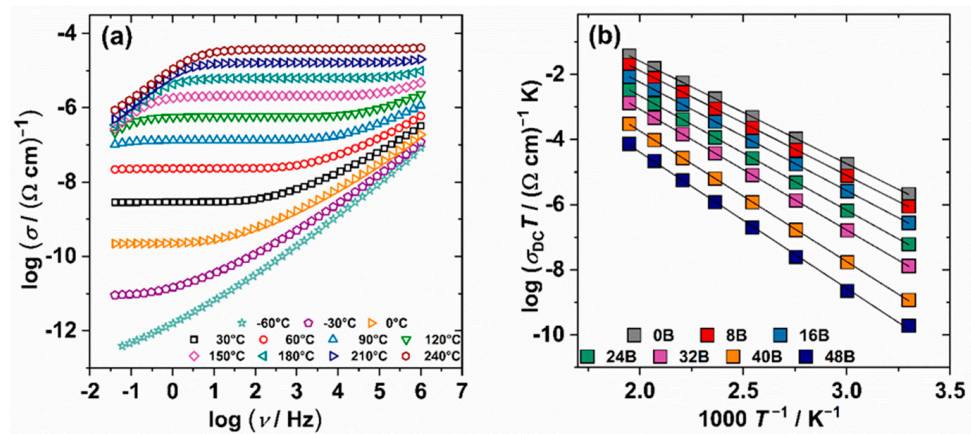 (a)
log (σ / (Ω cm)⁻¹
-4
-6
-8
-10
-12
-60°C -30°C 0°C
30°C 60°C 90°C 120°C
150°C 180°C 210°C 240°C
-2 -1 0 1 2 3 4 5 6 7
log (ν / Hz)
(b)
log (σDC T / (Ω cm)⁻¹ K)
-2
-4
-6
-8
-10
0B 8B 16B
24B 32B 40B 48B
2.0 2.5 3.0 3.5
1000 T⁻¹ / K⁻¹